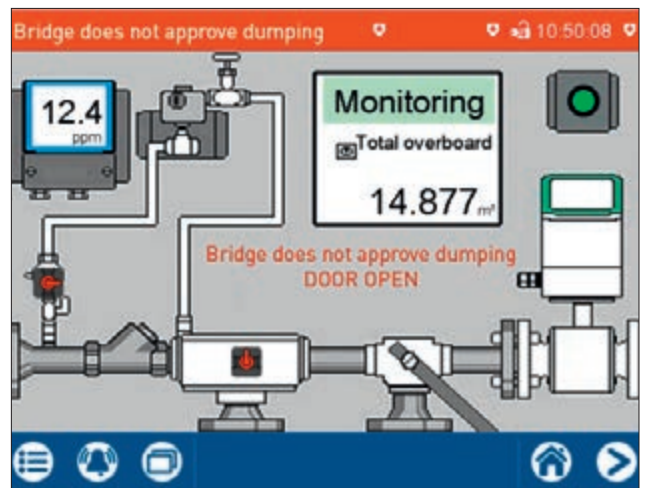 Bridge does not approve dumping
10:50:08
12.4
ppm
Monitoring
Total overboard
14.877 m³
Bridge does not approve dumping
DOOR OPEN